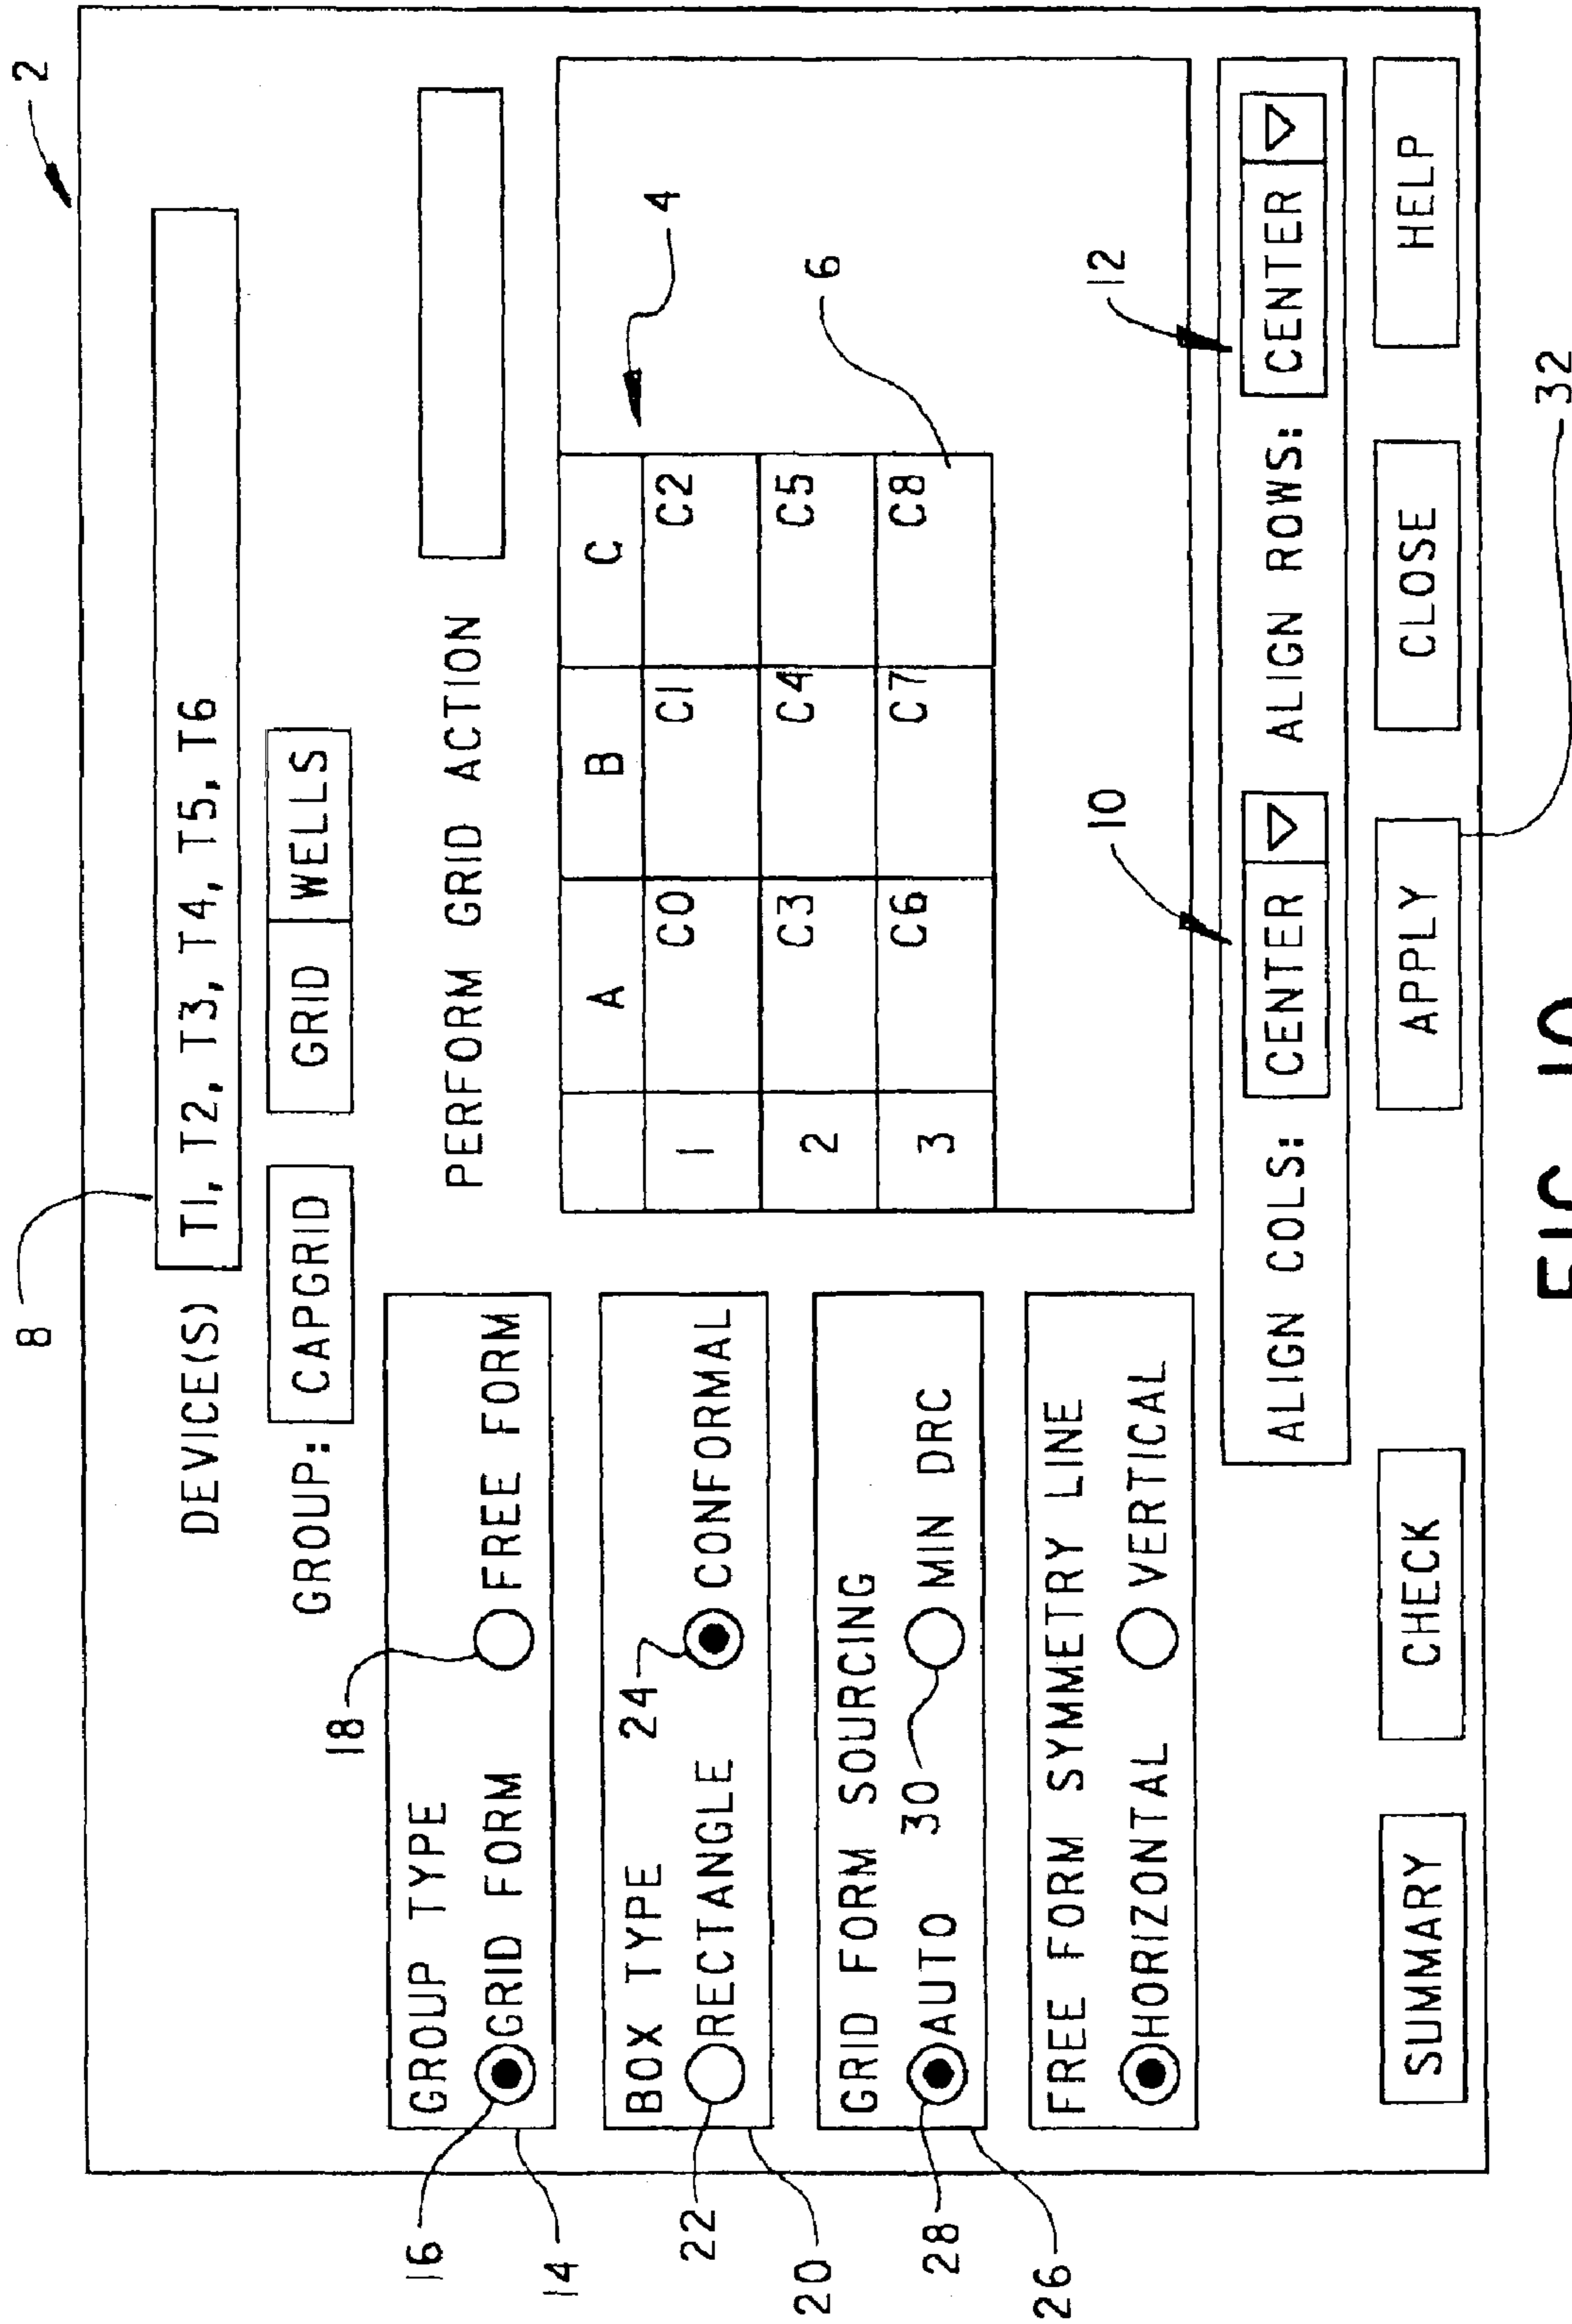 2
8
DEVICE(S) T1, T2, T3, T4, T5, T6
GROUP: CAPGRID GRID WELLS
16
14
18
GROUP TYPE
GRID FORM FREE FORM
PERFORM GRID ACTION
22
20
BOX TYPE 24
RECTANGLE CONFORMAL
A B C
1 C0 C1 C2
2 C3 C4 C5
3 C6 C7 C8
4
6
28
26
GRID FORM SOURCING
AUTO 30 MIN DRC
FREE FORM SYMMETRY LINE
HORIZONTAL VERTICAL
10
12
ALIGN COLS: CENTER ALIGN ROWS: CENTER
SUMMARY CHECK APPLY CLOSE HELP
32